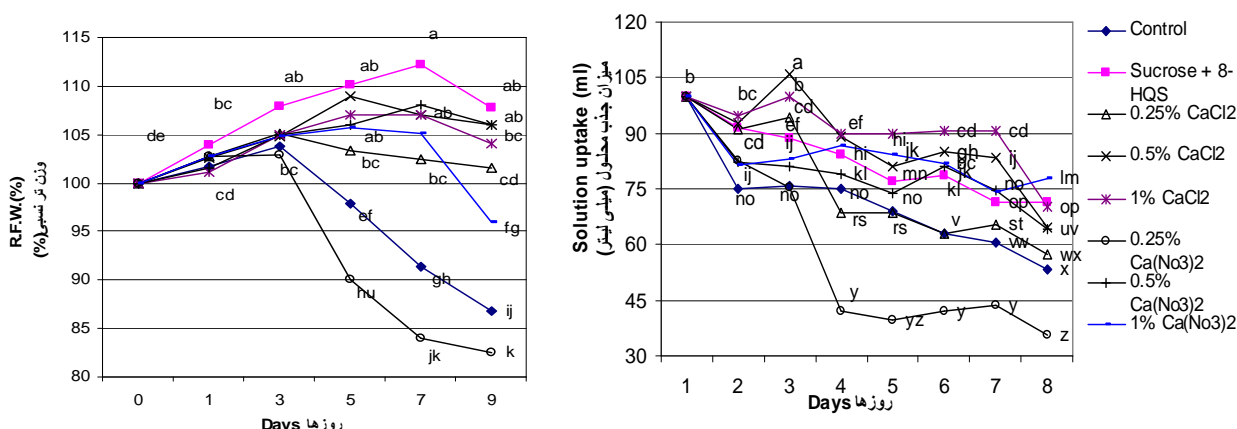 115
110
105
100
95
90
85
80
R.F.W.(%)
وزن تر نسبی(%)
a
ab
ab
ab
bc
ab
ab
de
ab
bc
bc
cd
bc
bc
cd
ef
fg
gh
hu
ij
jk
k
0 1 3 5 7 9
Days روزها
120
105
90
75
60
45
30
Solution uptake (ml)
میزان جذب محلول (میلی لیتر)
b
a
bc
b
cd
ef
ef
cd
cd
cd
ij
hi
hi
jk
gh
ij
ij
kl
mn
jk
lm
no
no
no
kl
no
op
op
rs
rs
v
st
uv
vw
wx
x
y
yz
y
y
z
1 2 3 4 5 6 7 8
Days روزها
Control
Sucrose + 8-
HQS
0.25% CaCl2
0.5% CaCl2
1% CaCl2
0.25%
Ca(No3)2
0.5%
Ca(No3)2
1% Ca(No3)2